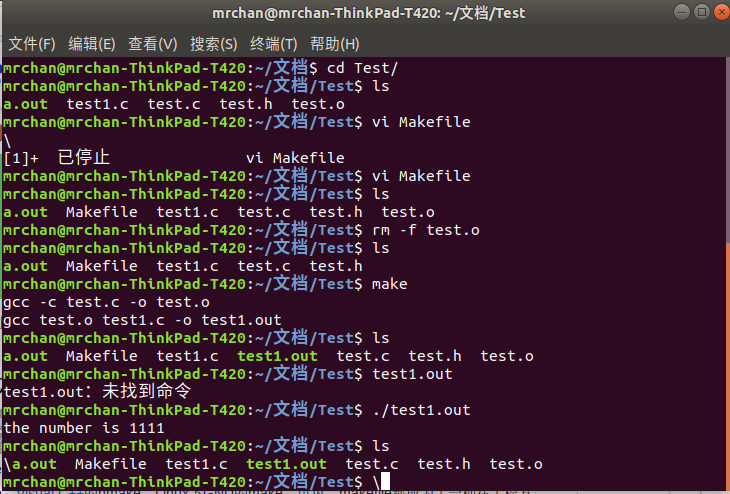 mrchan@mrchan-ThinkPad-T420: ~/文档/Test
文件(F) 编辑(E) 查看(V) 搜索(S) 终端(T) 帮助(H)
mrchan@mrchan-ThinkPad-T420:~/文档$ cd Test/
mrchan@mrchan-ThinkPad-T420:~/文档/Test$ ls
a.out  test1.c  test.c  test.h  test.o
mrchan@mrchan-ThinkPad-T420:~/文档/Test$ vi Makefile
\
[1]+  已停止               vi Makefile
mrchan@mrchan-ThinkPad-T420:~/文档/Test$ vi Makefile
mrchan@mrchan-ThinkPad-T420:~/文档/Test$ ls
a.out  Makefile  test1.c  test.c  test.h  test.o
mrchan@mrchan-ThinkPad-T420:~/文档/Test$ rm -f test.o
mrchan@mrchan-ThinkPad-T420:~/文档/Test$ ls
a.out  Makefile  test1.c  test.c  test.h
mrchan@mrchan-ThinkPad-T420:~/文档/Test$ make
gcc -c test.c -o test.o
gcc test.o test1.c -o test1.out
mrchan@mrchan-ThinkPad-T420:~/文档/Test$ ls
a.out  Makefile  test1.c  test1.out  test.c  test.h  test.o
mrchan@mrchan-ThinkPad-T420:~/文档/Test$ test1.out
test1.out：未找到命令
mrchan@mrchan-ThinkPad-T420:~/文档/Test$ ./test1.out
the number is 1111
mrchan@mrchan-ThinkPad-T420:~/文档/Test$ ls
\a.out  Makefile  test1.c  test1.out  test.c  test.h  test.o
mrchan@mrchan-ThinkPad-T420:~/文档/Test$ \